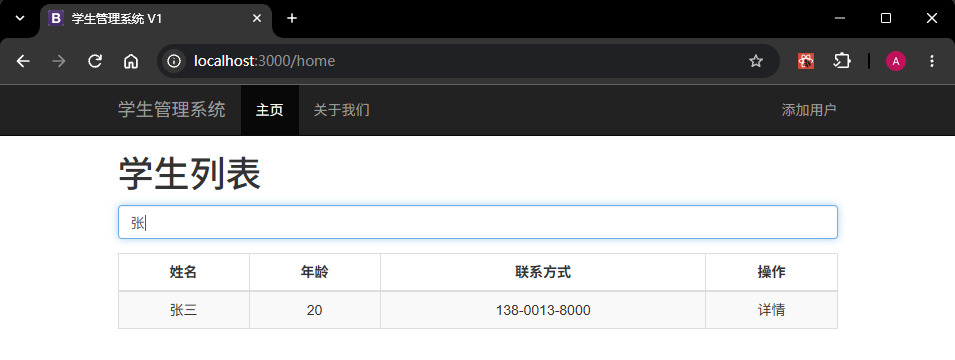 学生管理系统 V1
localhost:3000/home
A
学生管理系统 主页 关于我们 添加用户
学生列表
张
姓名 年龄 联系方式 操作
张三 20 138-0013-8000 详情